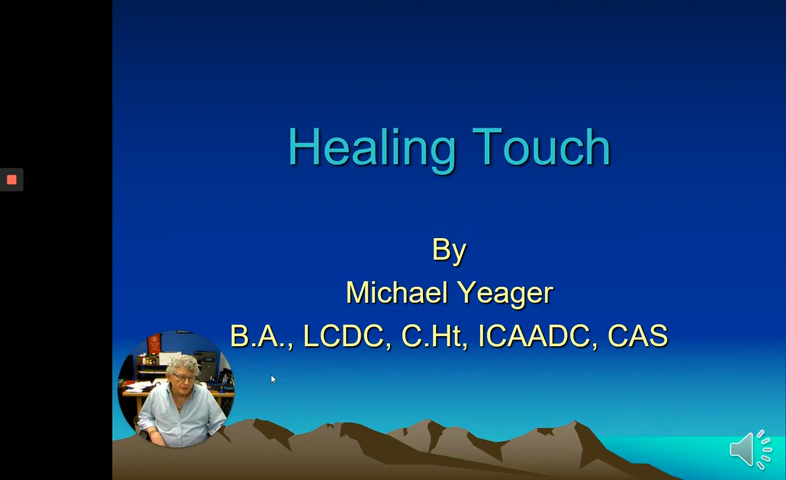 Healing Touch
By
Michael Yeager
B.A., LCDC, C.Ht, ICAADC, CAS